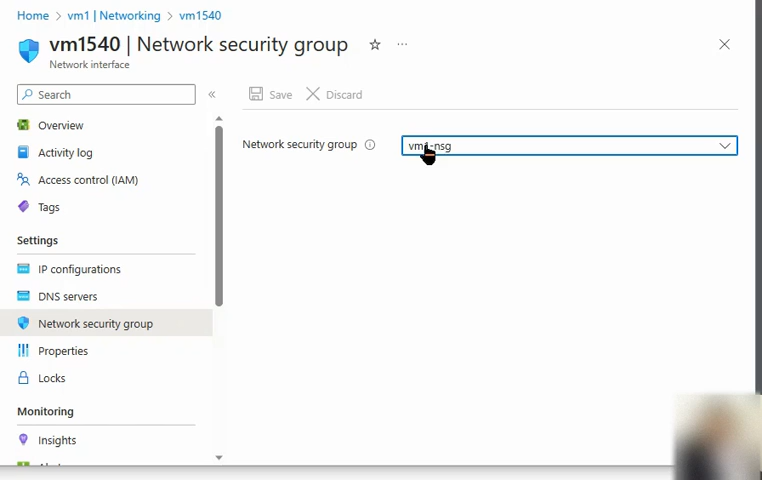 Home > vm1 | Networking > vm1540
vm1540 | Network security group
Network interface
Search
Save Discard
Overview
Activity log
Access control (IAM)
Tags
Settings
IP configurations
DNS servers
Network security group
Properties
Locks
Monitoring
Insights
Network security group
vm1-nsg